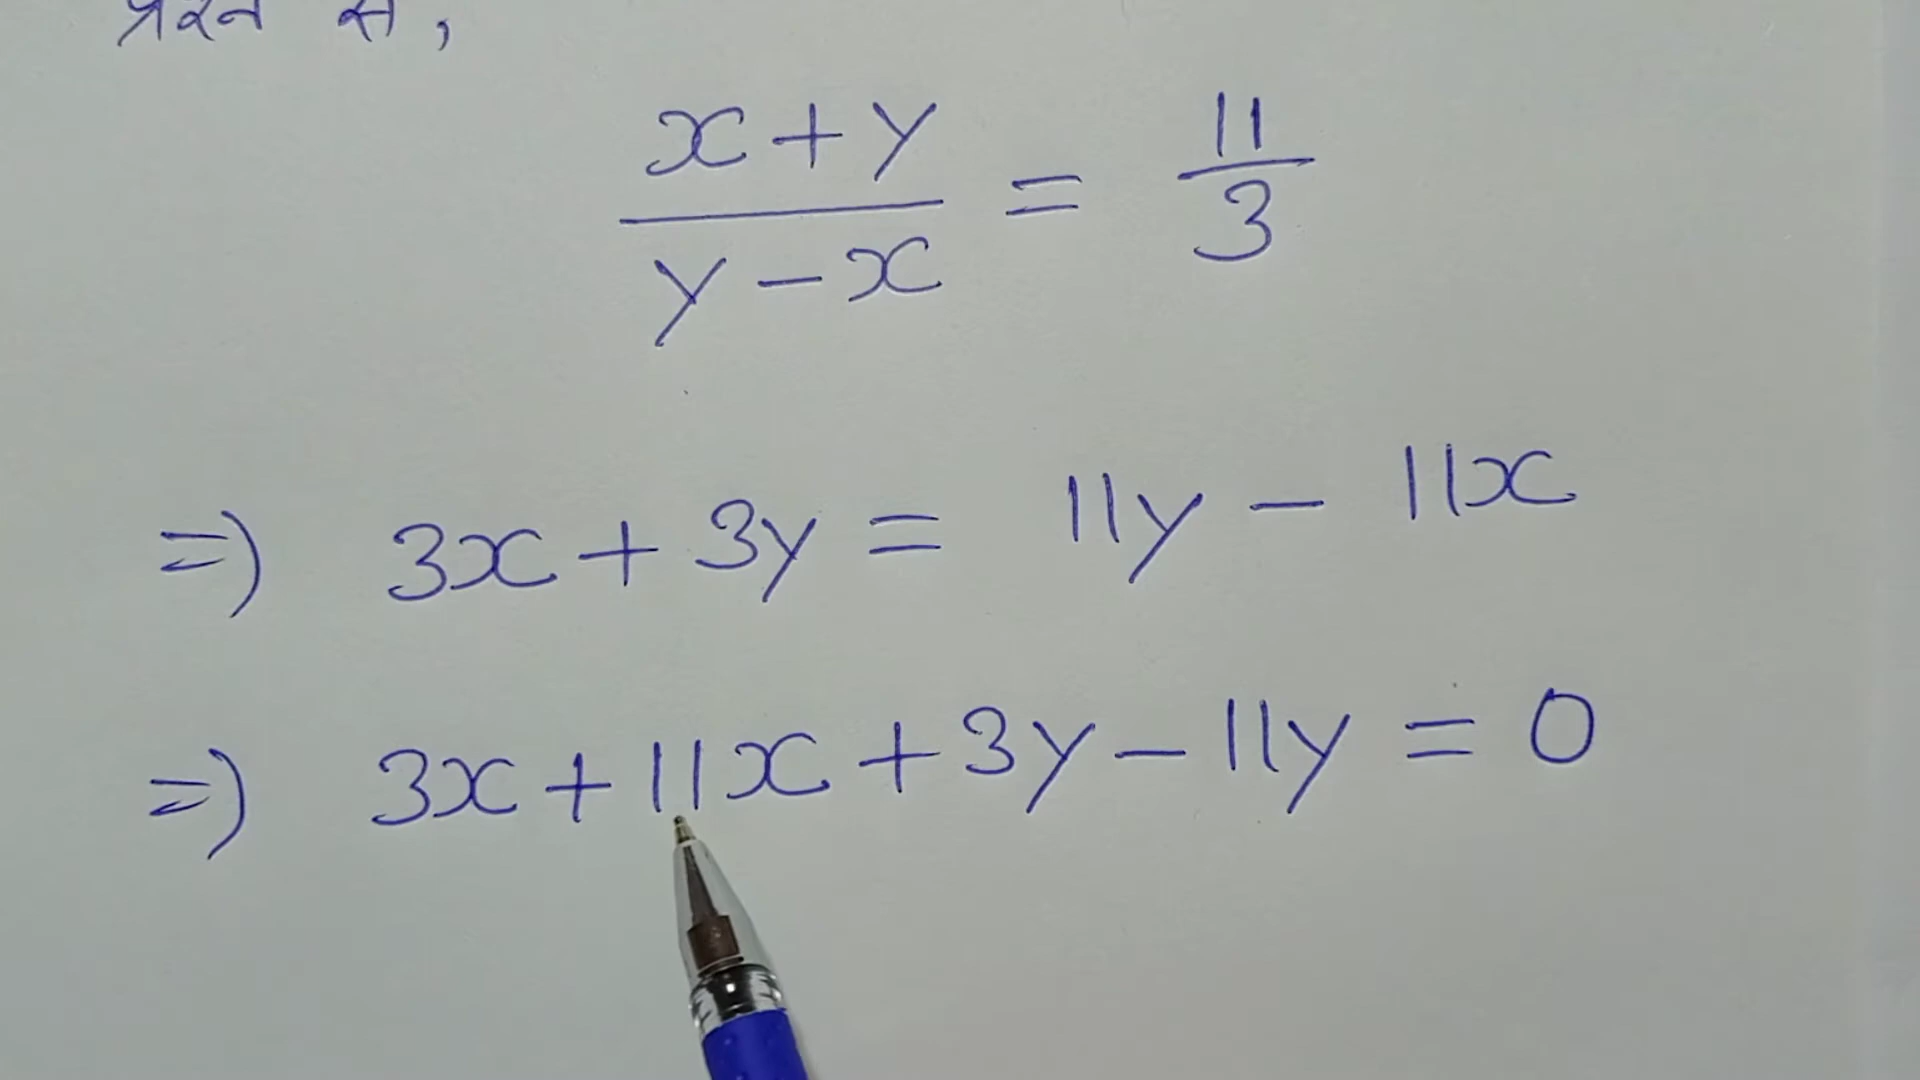 प्रश्न से,
x + y / y - x = 11 / 3
=) 3x + 3y = 11y - 11x
=) 3x + 11x + 3y - 11y = 0